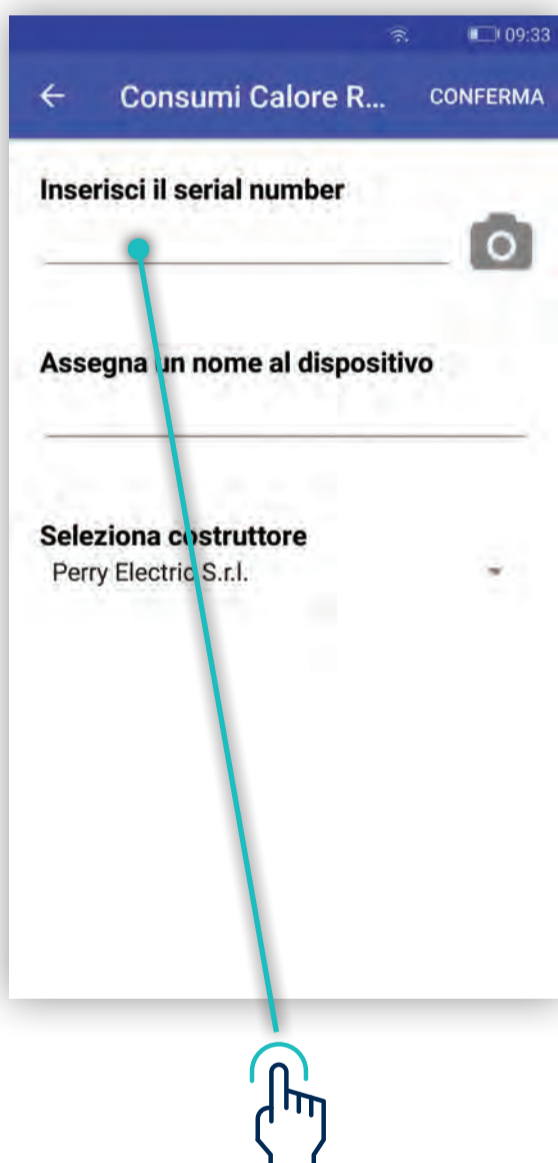 09:33
Consumi Calore R... CONFERMA
Inserisci il serial number
Assegna un nome al dispositivo
Seleziona costruttore
Perry Electric S.r.l.